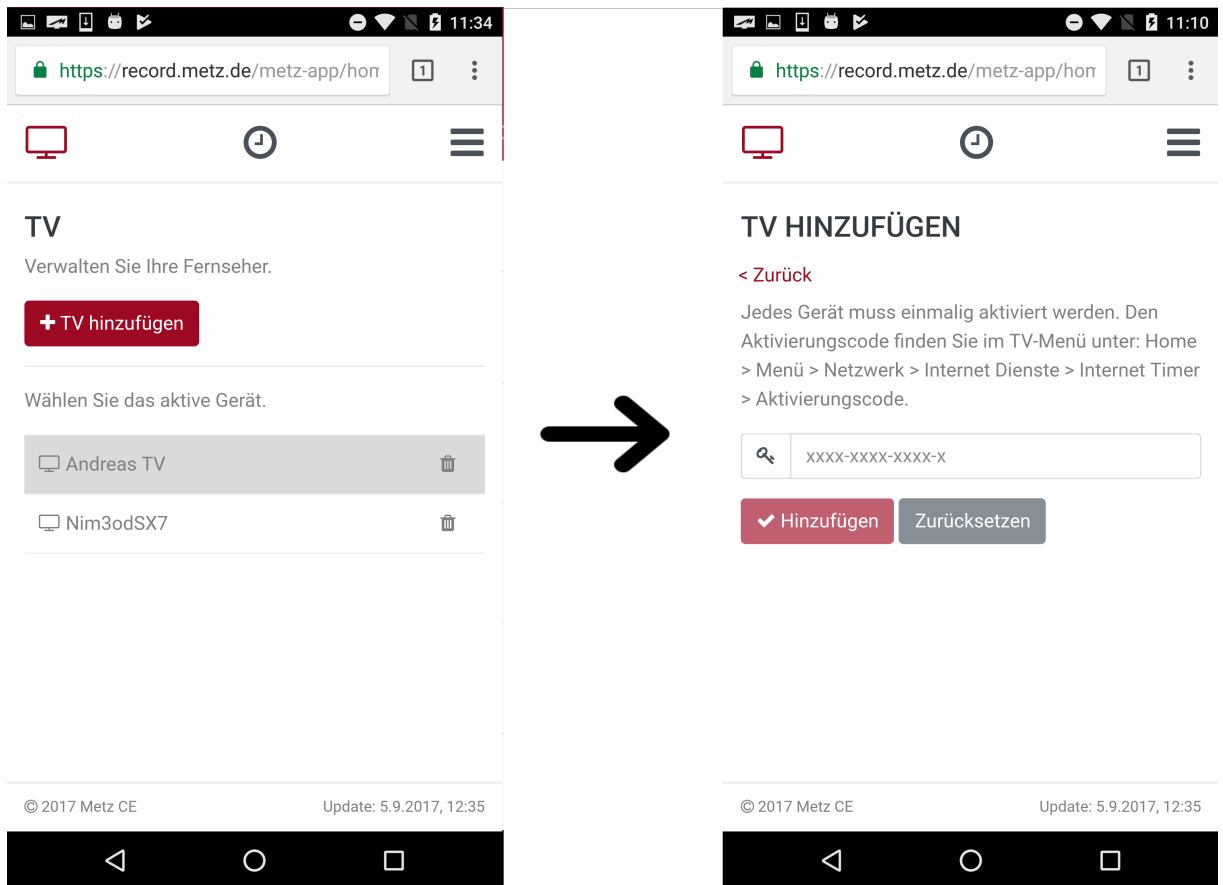 11:34
https://record.metz.de/metz-app/hom
1
TV
Verwalten Sie Ihre Fernseher.
TV hinzufügen
Wählen Sie das aktive Gerät.
Andreas TV
Nim3odSX7
© 2017 Metz CE
Update: 5.9.2017, 12:35
11:10
https://record.metz.de/metz-app/hom
1
TV HINZUFÜGEN
< Zurück
Jedes Gerät muss einmalig aktiviert werden. Den
Aktivierungscode finden Sie im TV-Menü unter: Home
> Menü > Netzwerk > Internet Dienste > Internet Timer
> Aktivierungscode.
xxxx-xxxx-xxxx-x
Hinzufügen
Zurücksetzen
© 2017 Metz CE
Update: 5.9.2017, 12:35